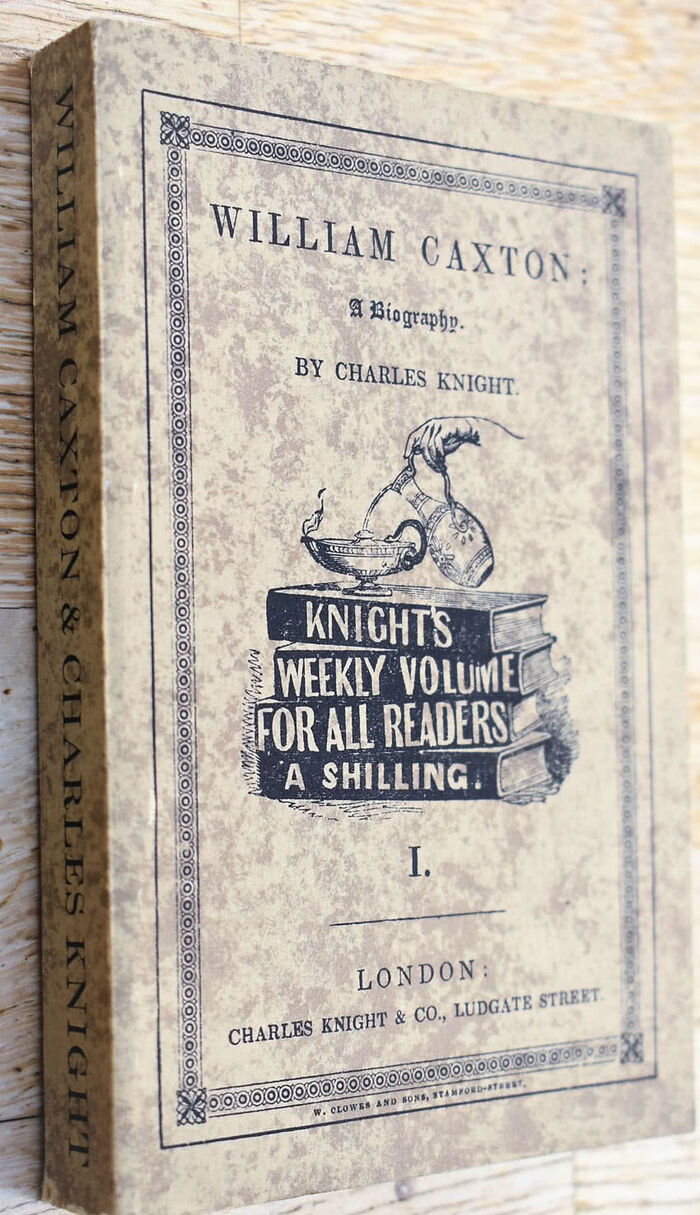 WILLIAM CAXTON & CHARLES KNIGHT
WILLIAM CAXTON:
A Biography.
BY CHARLES KNIGHT.
KNIGHT'S
WEEKLY VOLUME
FOR ALL READERS
A SHILLING.
I.
LONDON:
CHARLES KNIGHT & CO., LUDGATE STREET.
W. CLOWES AND SONS, STAMFORD-STREET.